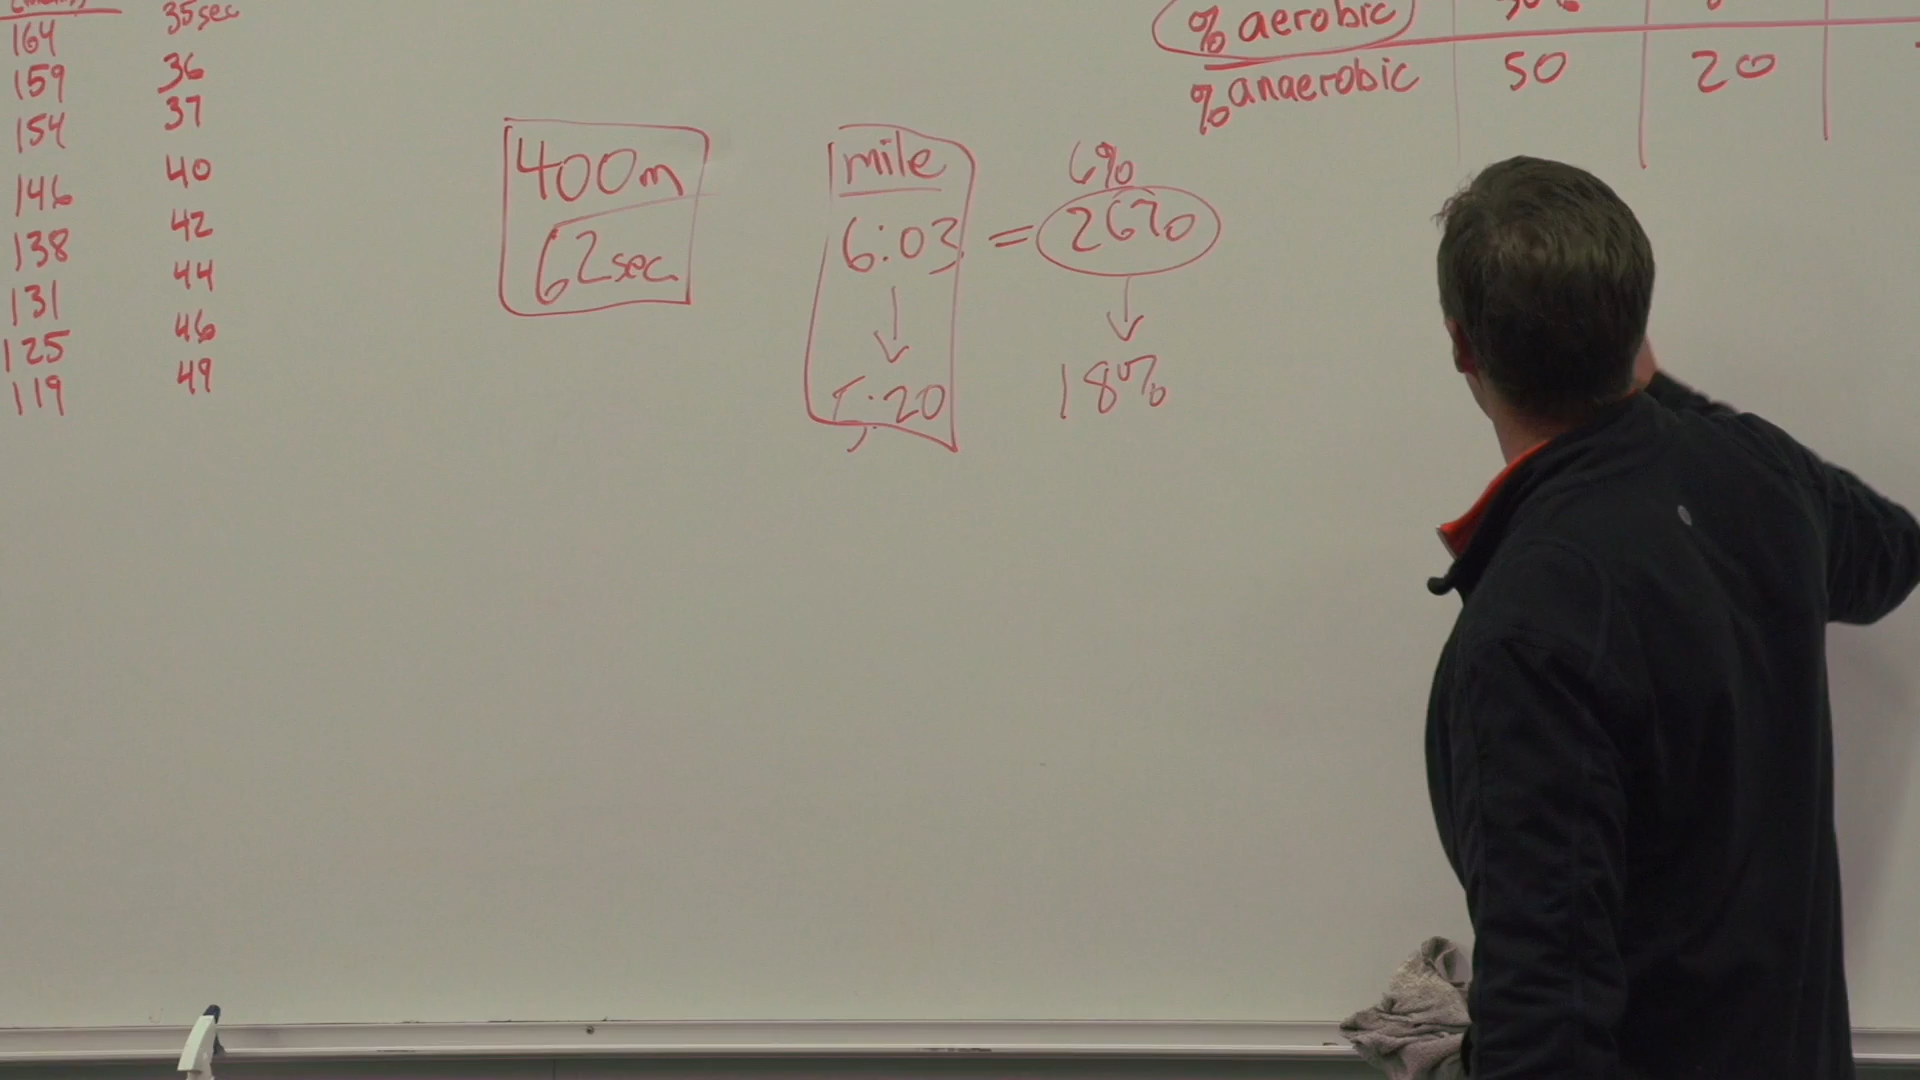 35sec
164
159 36
154 37
146 40
138 42
131 44
125 46
119 49
400m
62sec
mile
6:03 = 26%
6%
5:20 18%
% aerobic
% anaerobic 50 20